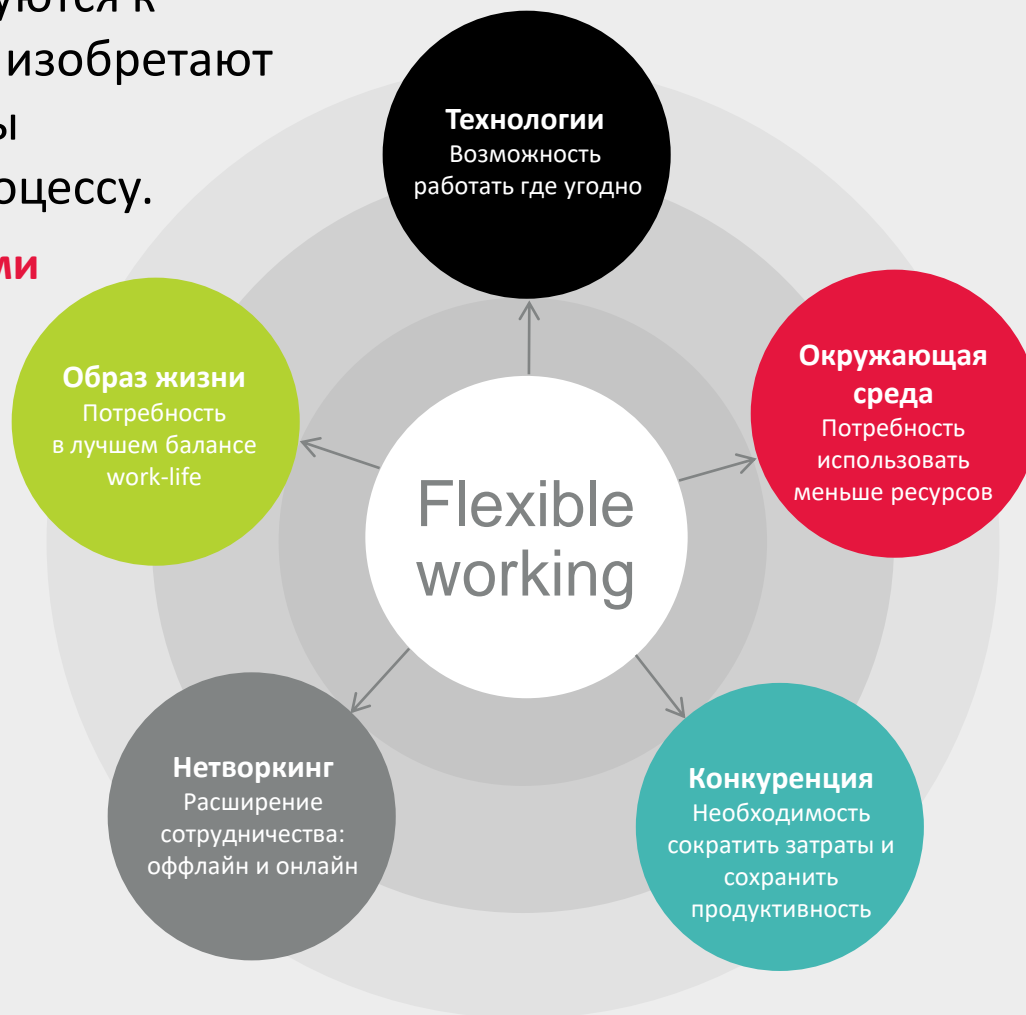 изобретают
оцессу.
Технологии
Возможность
работать где угодно
Образ жизни
Потребность
в лучшем балансе
work-life
Окружающая
среда
Потребность
использовать
меньше ресурсов
Flexible
working
Нетворкинг
Расширение
сотрудничества:
оффлайн и онлайн
Конкуренция
Необходимость
сократить затраты и
сохранить
продуктивность